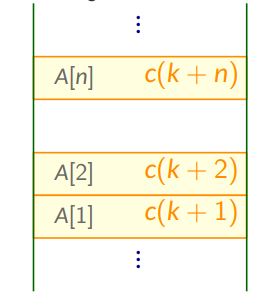 ⋮
A[n] c(k + n)
A[2] c(k + 2)
A[1] c(k + 1)
⋮